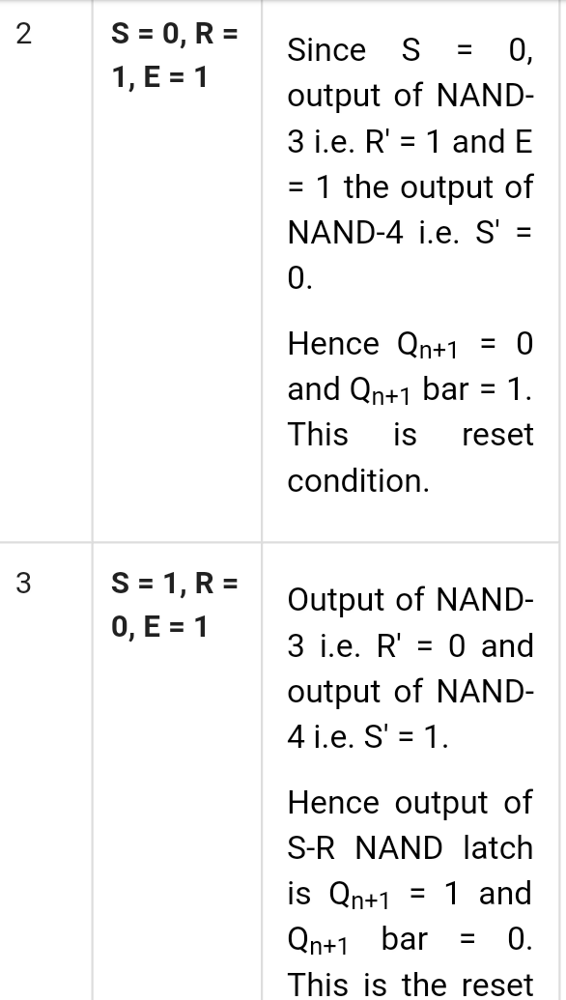 2
S = 0, R =
1, E = 1
Since S = 0,
output of NAND-
3 i.e. R' = 1 and E
= 1 the output of
NAND-4 i.e. S' =
0.
Hence Qn+1 = 0
and Qn+1 bar = 1.
This is reset
condition.
3
S = 1, R =
0, E = 1
Output of NAND-
3 i.e. R' = 0 and
output of NAND-
4 i.e. S' = 1.
Hence output of
S-R NAND latch
is Qn+1 = 1 and
Qn+1 bar = 0.
This is the reset